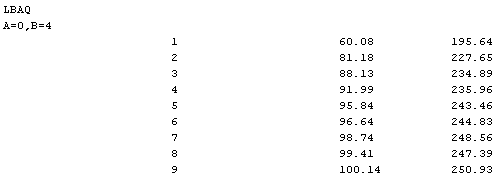 LBAQ
A=0,B=4
1 60.08 195.64
2 81.18 227.65
3 88.13 234.89
4 91.99 235.96
5 95.84 243.46
6 96.64 244.83
7 98.74 248.56
8 99.41 247.39
9 100.14 250.93